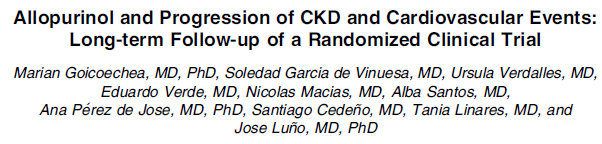 Allopurinol and Progression of CKD and Cardiovascular Events:
Long-term Follow-up of a Randomized Clinical Trial
Marian Goicoechea, MD, PhD, Soledad Garcia de Vinuesa, MD, Ursula Verdalles, MD,
Eduardo Verde, MD, Nicolas Macias, MD, Alba Santos, MD,
Ana Pérez de Jose, MD, PhD, Santiago Cedeño, MD, Tania Linares, MD, and
Jose Luño, MD, PhD